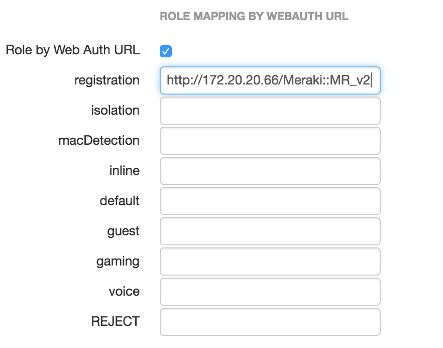 ROLE MAPPING BY WEBAUTH URL
Role by Web Auth URL
registration http://172.20.20.66/Meraki::MR_v2
isolation
macDetection
inline
default
guest
gaming
voice
REJECT